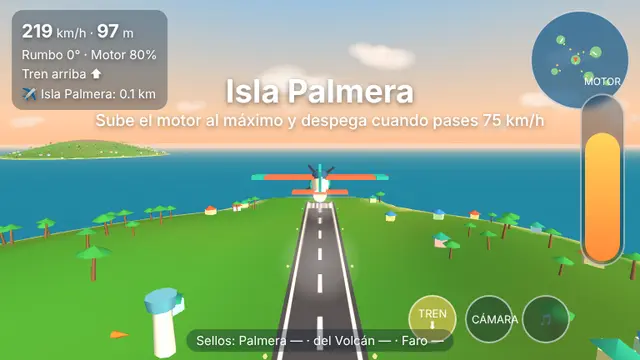 219 km/h · 97 m
Rumbo 0° · Motor 80%
Tren arriba ⬆
✈️ Isla Palmera: 0.1 km
MOTOR
Isla Palmera
Sube el motor al máximo y despega cuando pases 75 km/h
TREN ⬇
CÁMARA
🎵
Sellos: Palmera — · del Volcán — · Faro —